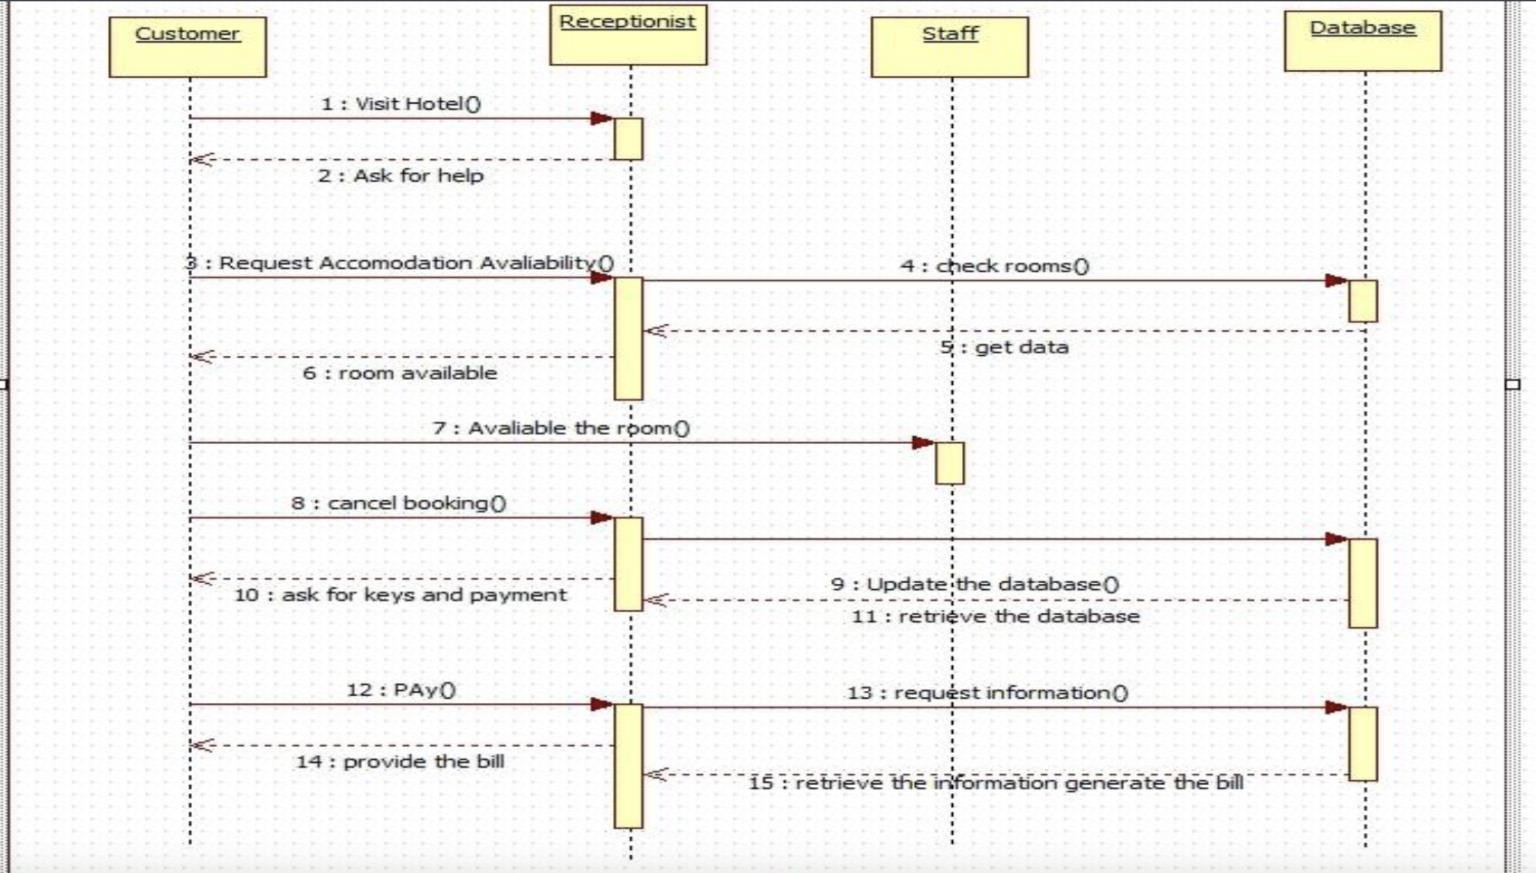 Customer
Receptionist
Staff
Database
1 : Visit Hotel()
2 : Ask for help
3 : Request Accomodation Avaliability()
4 : check rooms()
5 : get data
6 : room available
7 : Avaliable the room()
8 : cancel booking()
9 : Update the database()
10 : ask for keys and payment
11 : retrieve the database
12 : PAy()
13 : request information()
14 : provide the bill
15 : retrieve the information generate the bill